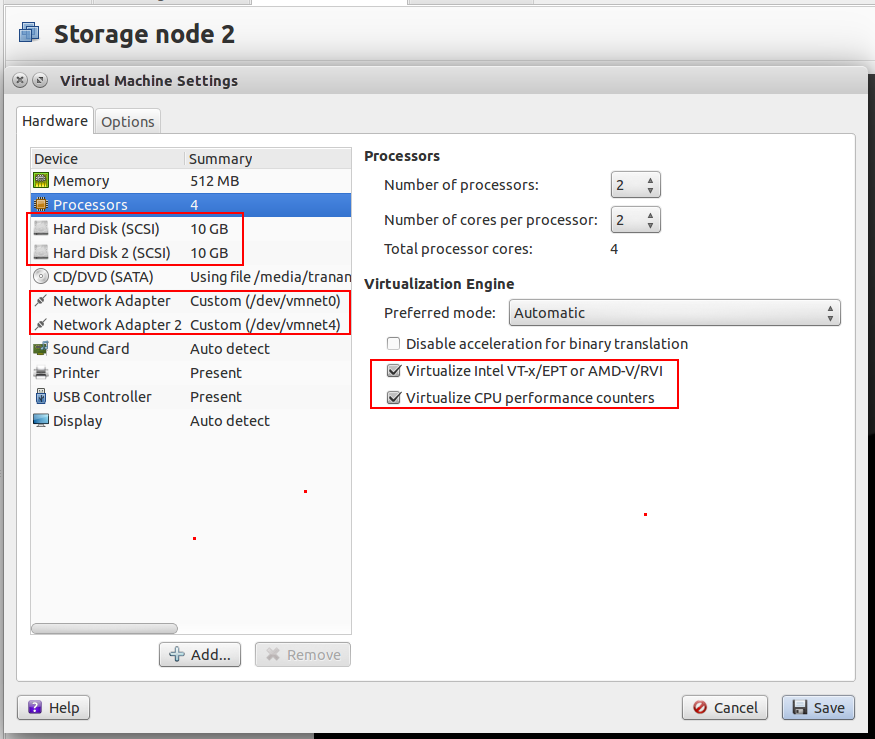 Storage node 2
Virtual Machine Settings
Hardware
Options
Device Summary
Memory 512 MB
Processors 4
Hard Disk (SCSI) 10 GB
Hard Disk 2 (SCSI) 10 GB
CD/DVD (SATA) Using file /media/tranan
Network Adapter Custom (/dev/vmnet0)
Network Adapter 2 Custom (/dev/vmnet4)
Sound Card Auto detect
Printer Present
USB Controller Present
Display Auto detect
Add...
Remove
Processors
Number of processors: 2
Number of cores per processor: 2
Total processor cores: 4
Virtualization Engine
Preferred mode: Automatic
Disable acceleration for binary translation
Virtualize Intel VT-x/EPT or AMD-V/RVI
Virtualize CPU performance counters
Help
Cancel
Save